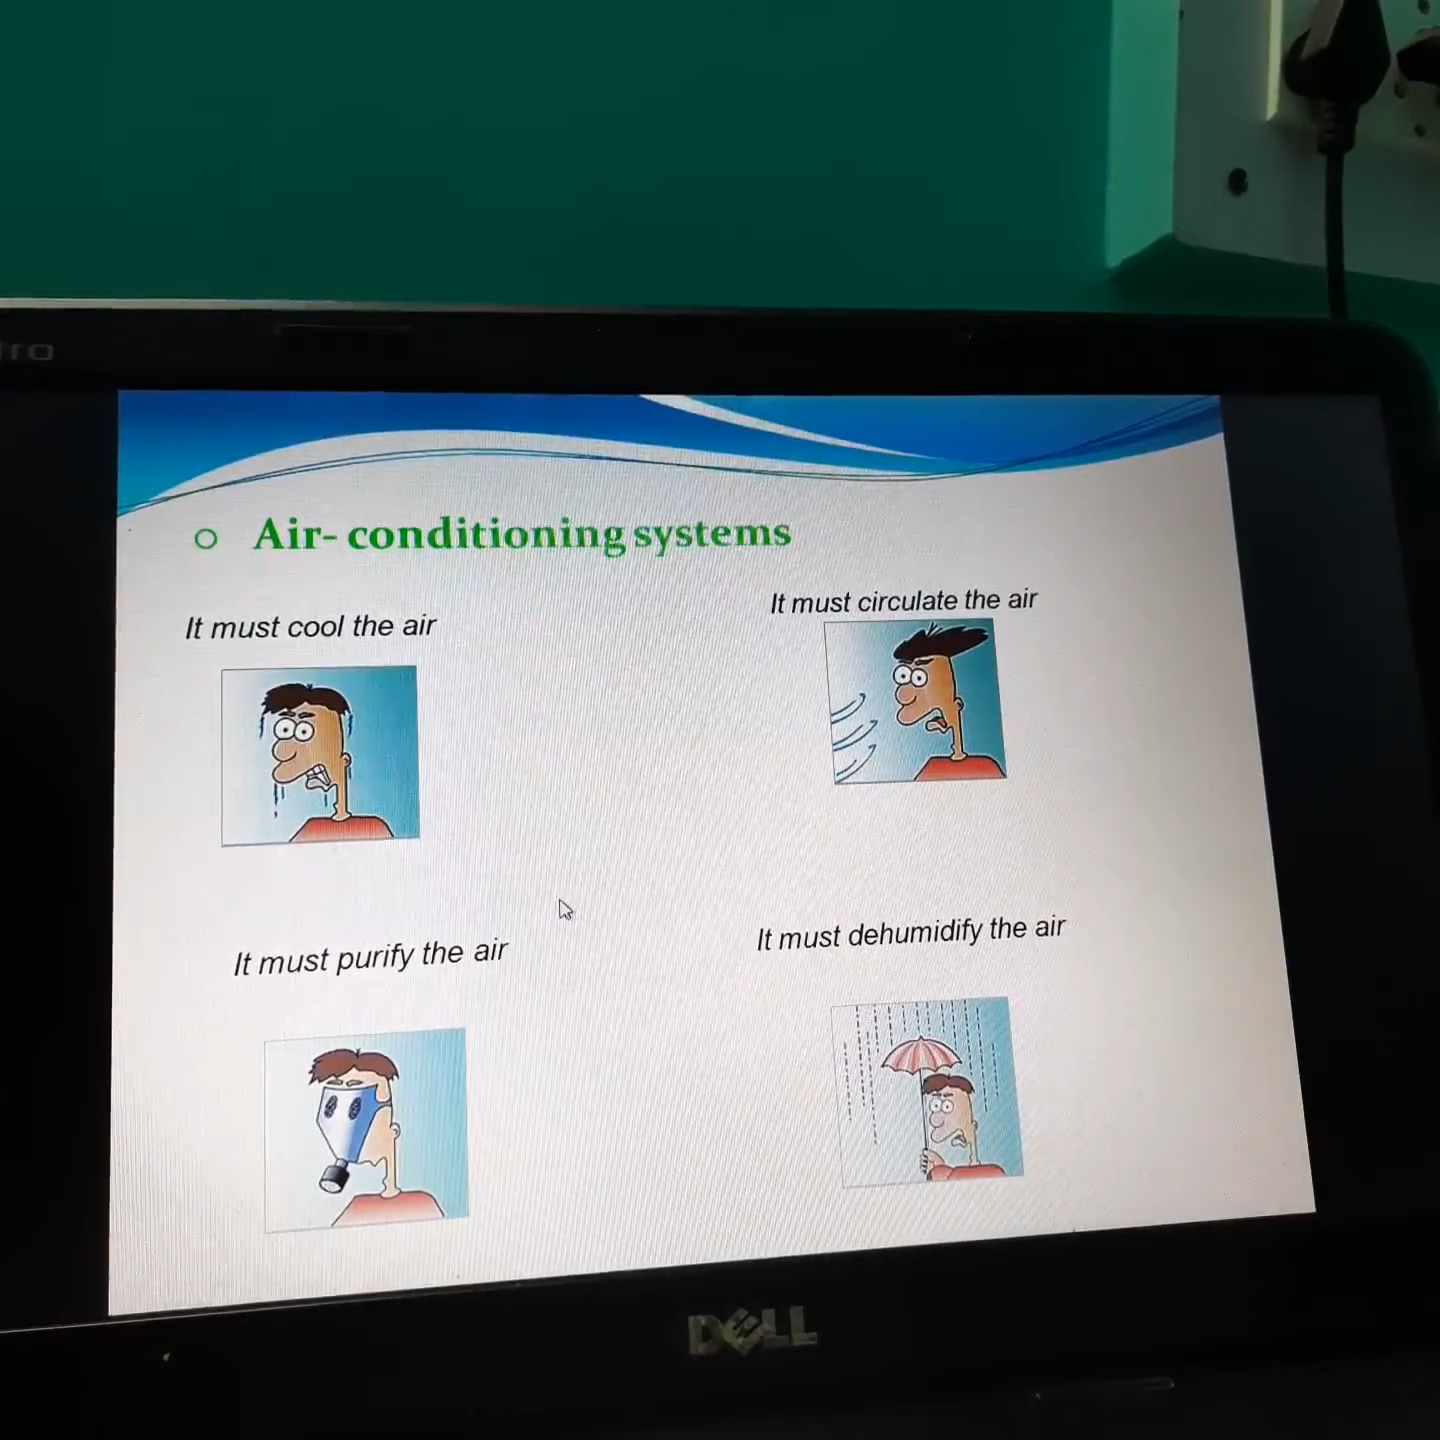 tro
Air- conditioning systems
It must cool the air
It must circulate the air
It must purify the air
It must dehumidify the air
DELL